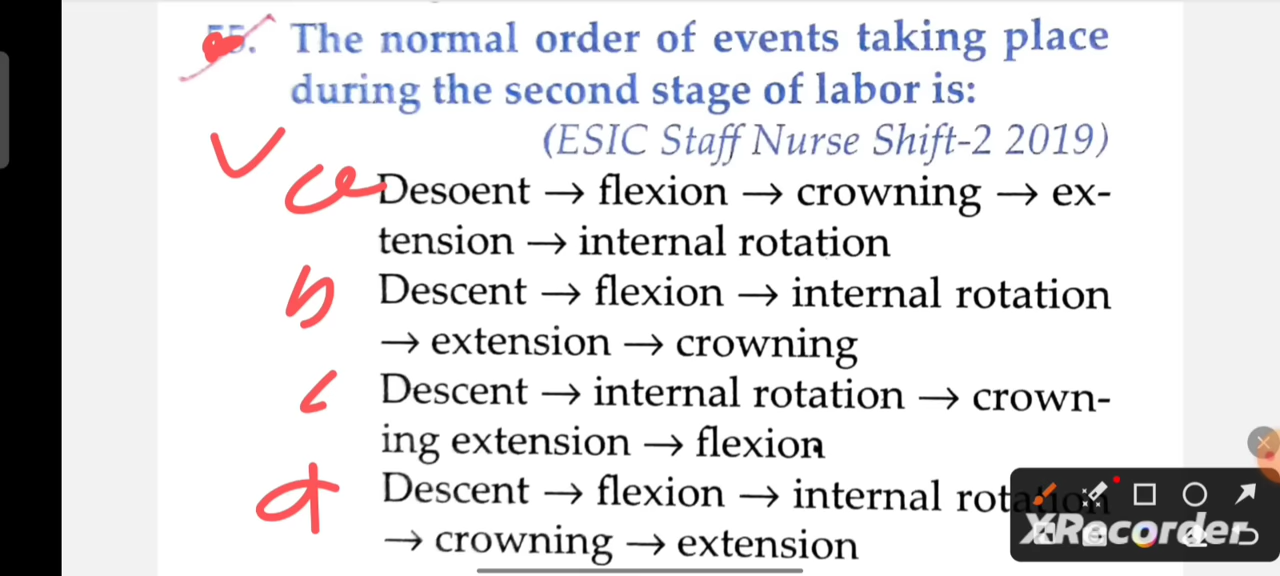 55. The normal order of events taking place
during the second stage of labor is:
(ESIC Staff Nurse Shift-2 2019)
a Desoent → flexion → crowning → ex-
tension → internal rotation
b Descent → flexion → internal rotation
→ extension → crowning
c Descent → internal rotation → crown-
ing extension → flexion
d Descent → flexion → internal rotation
→ crowning → extension
XRecorder